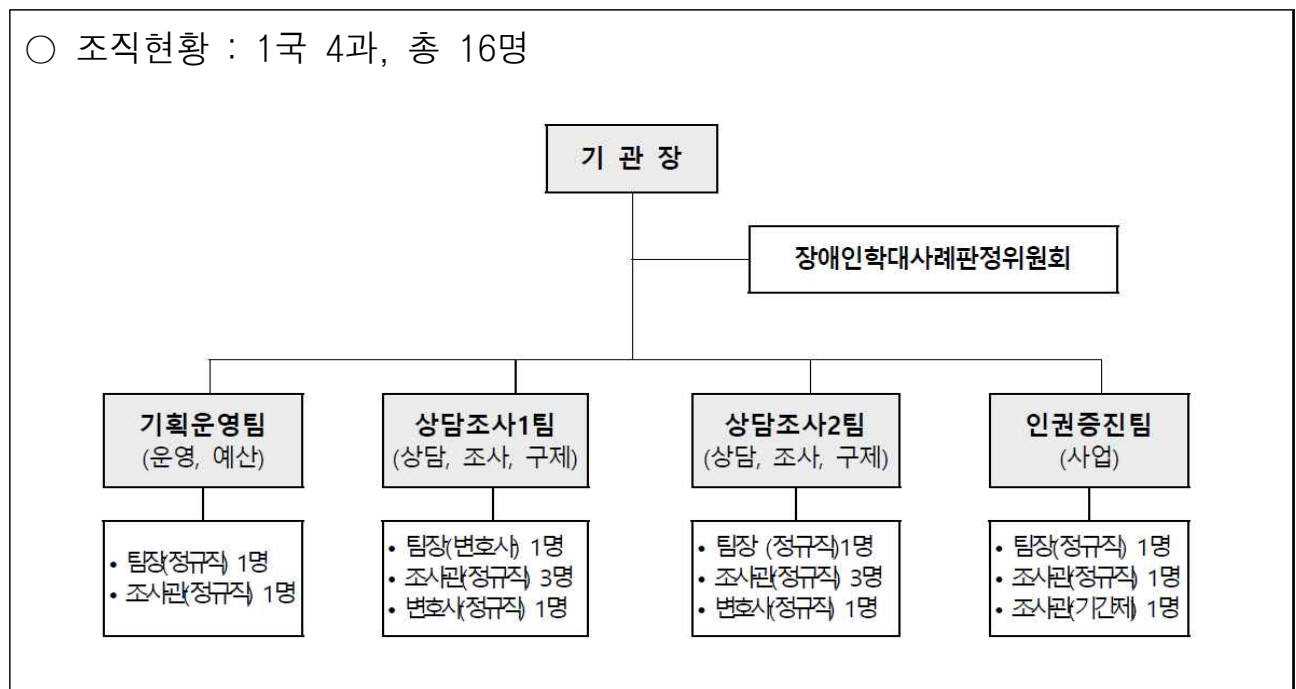 ○ 조직현황 : 1국 4과, 총 16명
기 관 장
장애인학대사례판정위원회
기획운영팀
(운영, 예산)
상담조사1팀
(상담, 조사, 구제)
상담조사2팀
(상담, 조사, 구제)
인권증진팀
(사업)
• 팀장(정규직) 1명
• 조사관(정규직) 1명
• 팀장(변호사) 1명
• 조사관(정규직) 3명
• 변호사(정규직) 1명
• 팀장 (정규직)1명
• 조사관(정규직) 3명
• 변호사(정규직) 1명
• 팀장(정규직) 1명
• 조사관(정규직) 1명
• 조사관(기간제) 1명